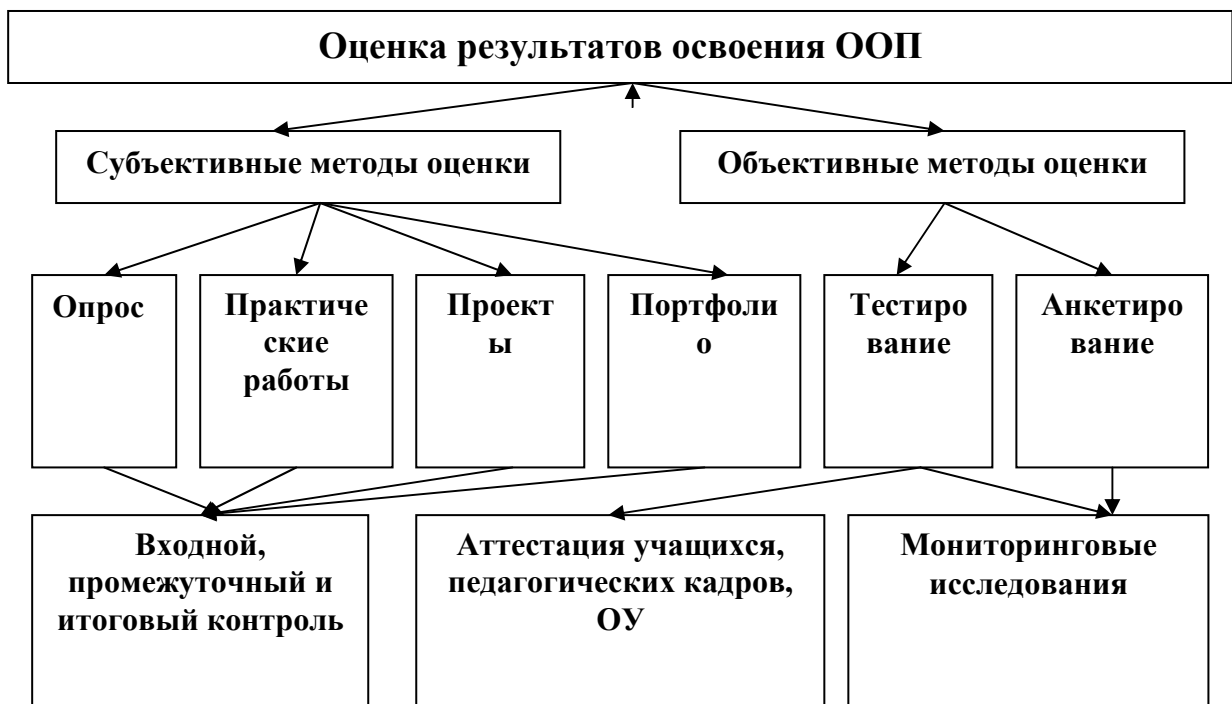 Оценка результатов освоения ООП
Субъективные методы оценки
Объективные методы оценки
Опрос
Практиче
ские
работы
Проект
ы
Портфоли
о
Тестиро
вание
Анкетиро
вание
Входной,
промежуточный и
итоговый контроль
Аттестация учащихся,
педагогических кадров,
ОУ
Мониторинговые
исследования